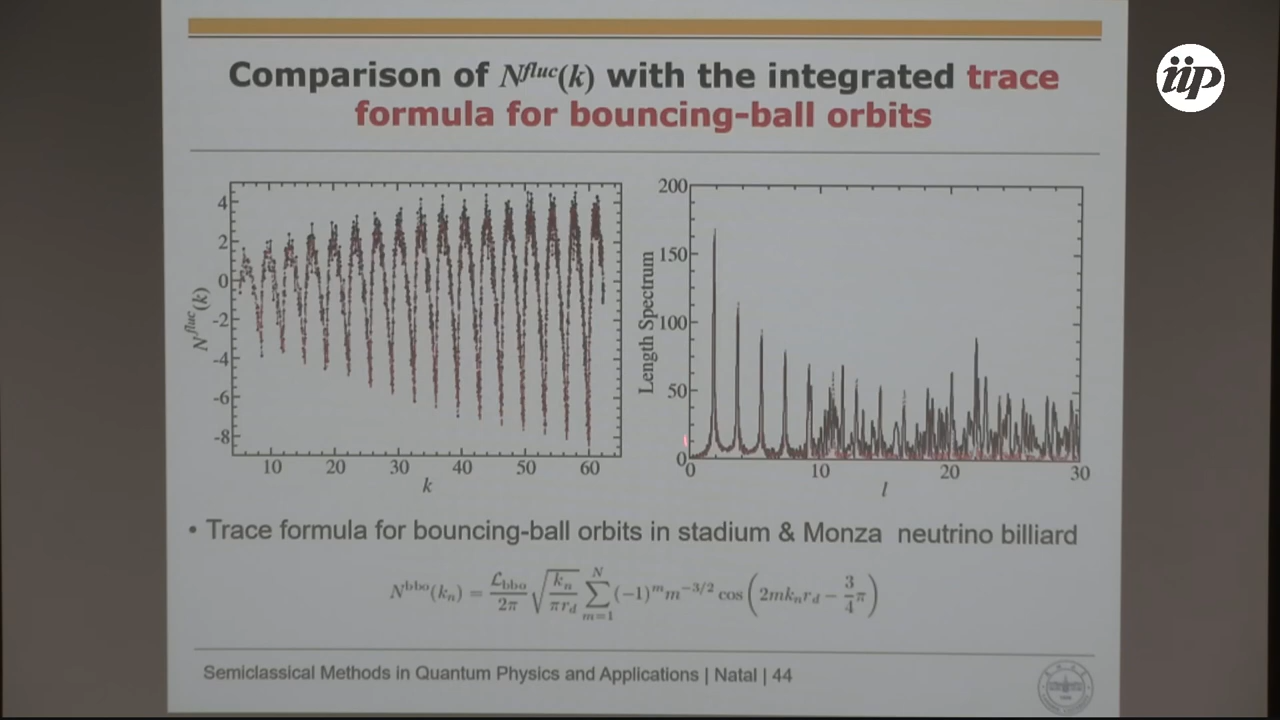 iip
Comparison of N^fluc(k) with the integrated trace
formula for bouncing-ball orbits
N^fluc(k)
4
2
0
-2
-4
-6
-8
10 20 30 40 50 60
k
Length Spectrum
200
150
100
50
0
0 10 20 30
l
• Trace formula for bouncing-ball orbits in stadium & Monza neutrino billiard
N^bbo(k_n) = 𝓛_bbo/2π √(k_n/πr_d) ∑_{m=1}^{N} (−1)^m m^{−3/2} cos(2mk_n r_d − 3/4 π)
Semiclassical Methods in Quantum Physics and Applications | Natal | 44